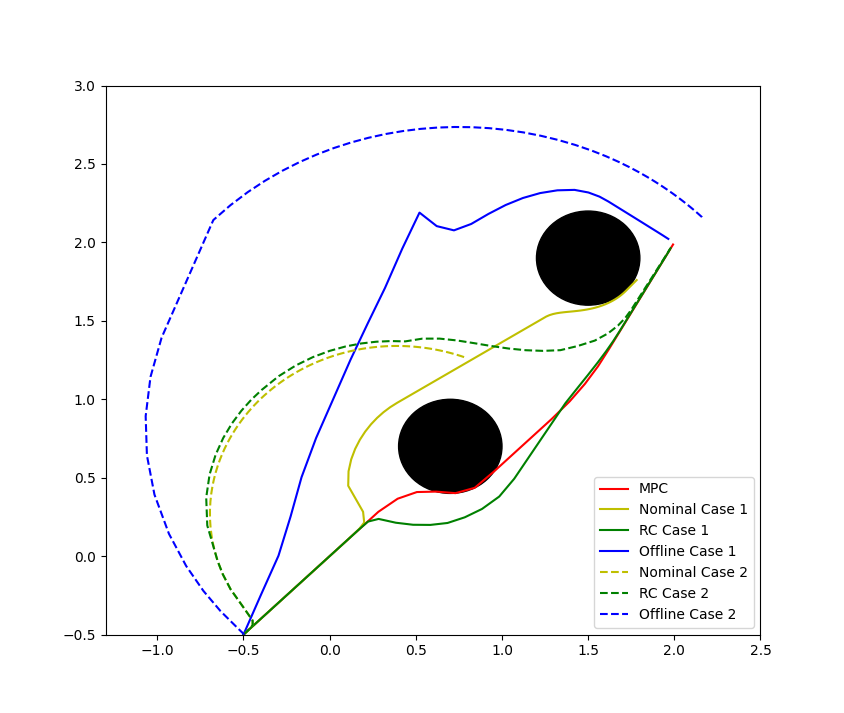 3.0
2.5
2.0
1.5
1.0
0.5
0.0
−0.5
−1.0
−0.5
0.0
0.5
1.0
1.5
2.0
2.5
MPC
Nominal Case 1
RC Case 1
Offline Case 1
Nominal Case 2
RC Case 2
Offline Case 2